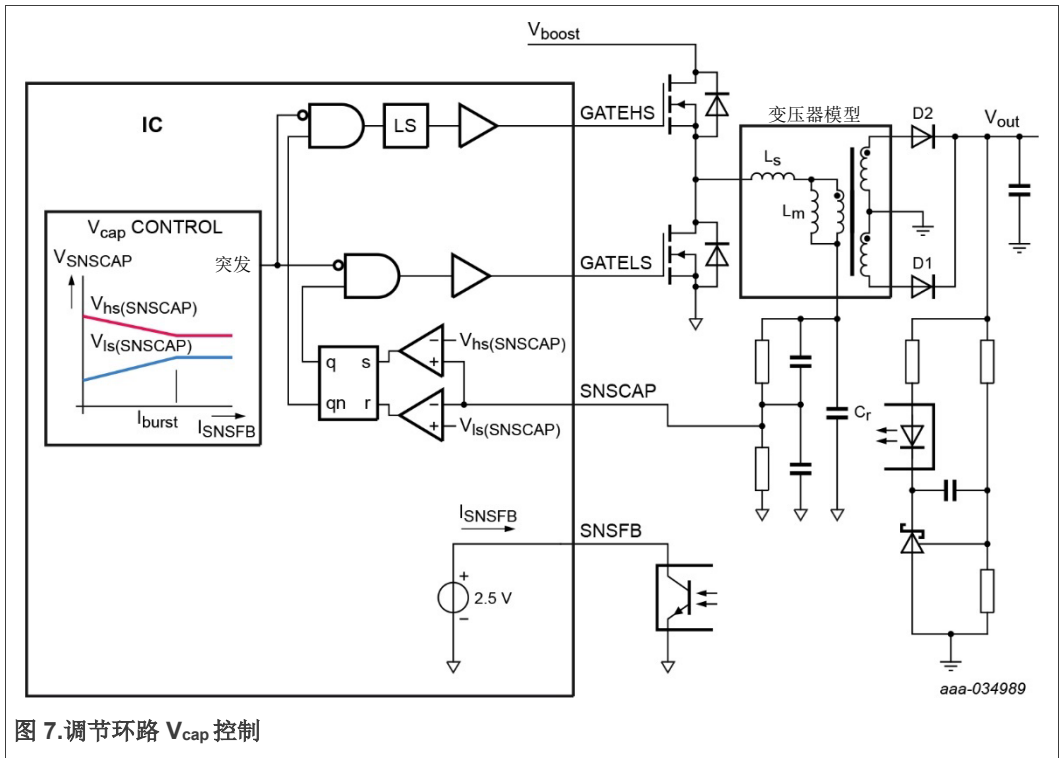 Vboost
IC
GATEHS
LS
变压器模型
D2
Vout
Ls
Lm
Vcap CONTROL
VSNSCAP
突发
Vhs(SNSCAP)
Vls(SNSCAP)
Iburst
ISNSFB
GATELS
D1
q s
qn r
− Vhs(SNSCAP)
+
−
+ Vls(SNSCAP)
SNSCAP
Cr
ISNSFB
SNSFB
+
2.5 V
−
aaa-034989
图 7.调节环路 Vcap 控制